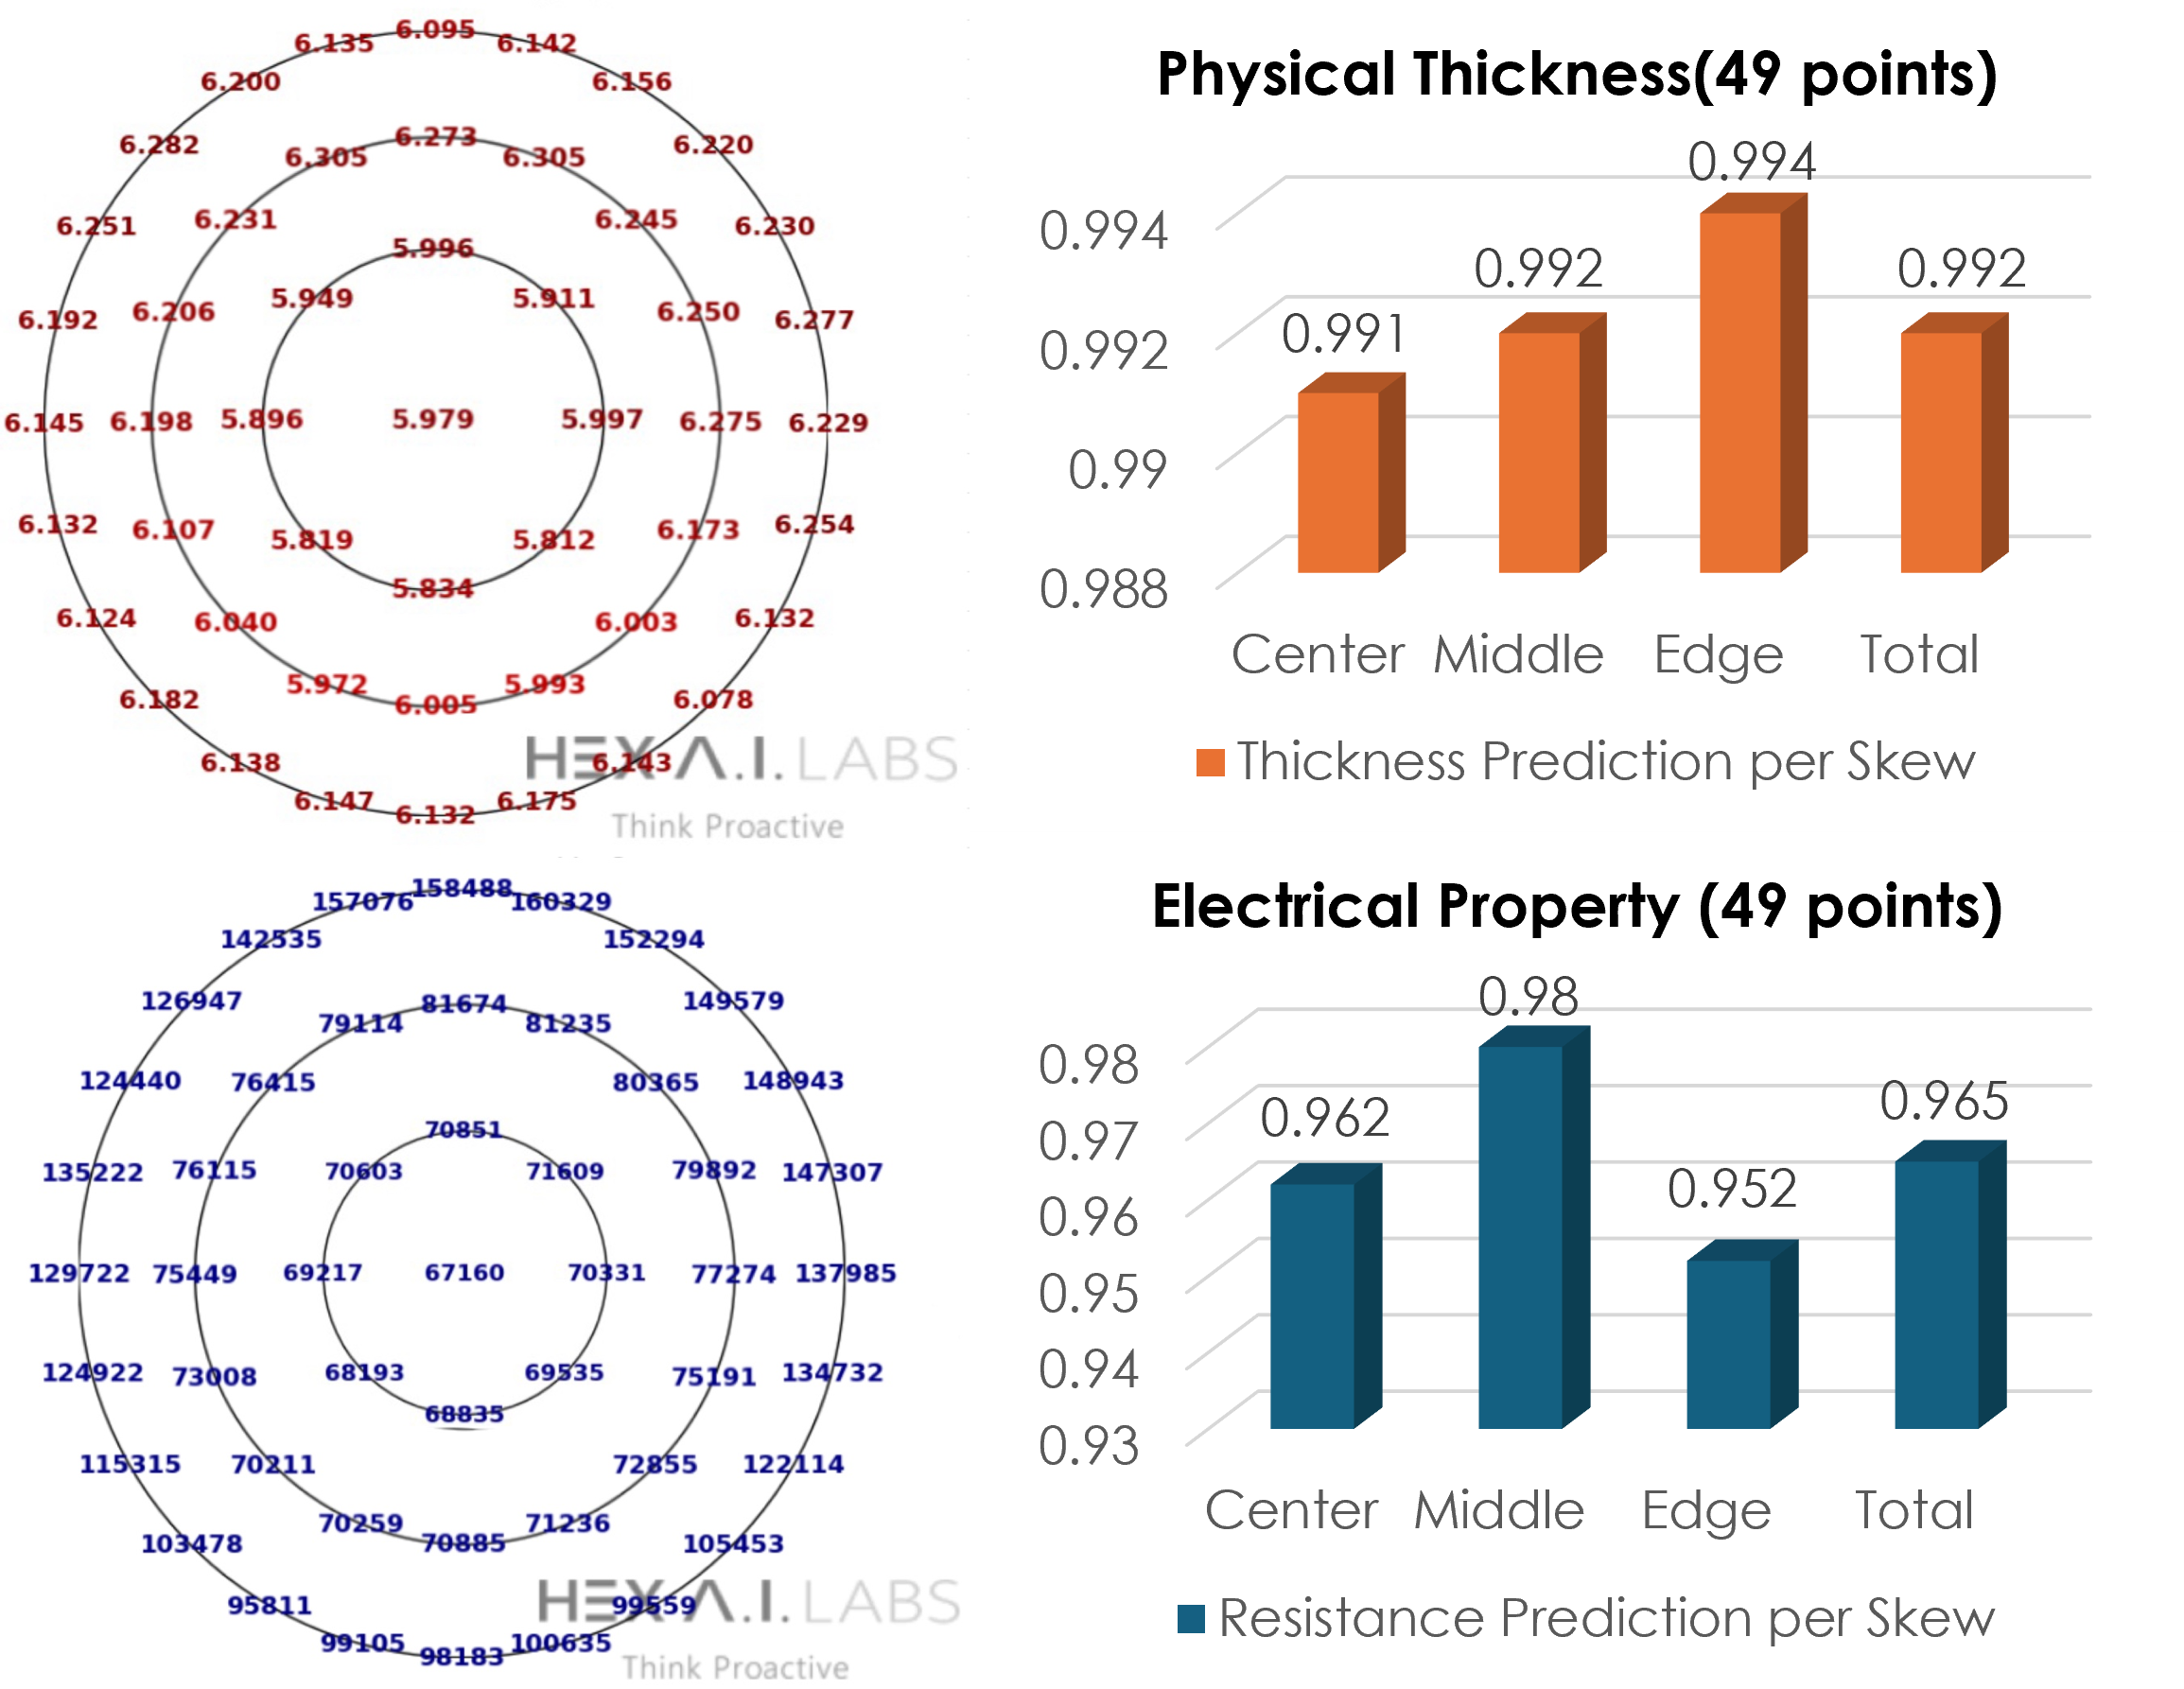 6.095
6.135 6.142
6.200 6.156
6.282 6.220
6.273
6.305 6.305
6.251 6.231 6.245 6.230
5.996
5.949 5.911
6.192 6.206 6.250 6.277
6.145 6.198 5.896 5.979 5.997 6.275 6.229
6.132 6.107 6.173 6.254
5.819 5.812
5.834
6.124 6.040 6.003 6.132
5.972 5.993
6.005
6.182 6.078
6.138 6.143
6.147 6.175
6.132
HEX A.I. LABS
Think Proactive
Physical Thickness(49 points)
0.994
0.992
0.99
0.988
0.991
0.992
0.994
0.992
Center Middle Edge Total
Thickness Prediction per Skew
158488
157076 160329
142535 152294
126947 149579
81674
79114 81235
124440 76415 80365 148943
70851
135222 76115 70603 71609 79892 147307
129722 75449 69217 67160 70331 77274 137985
124922 73008 68193 69535 75191 134732
68835
115315 70211 72855 122114
70259 71236
70885
103478 105453
95811 99559
99105 100635
98183
HEX A.I. LABS
Think Proactive
Electrical Property (49 points)
0.98
0.97
0.96
0.95
0.94
0.93
0.962
0.98
0.952
0.965
Center Middle Edge Total
Resistance Prediction per Skew